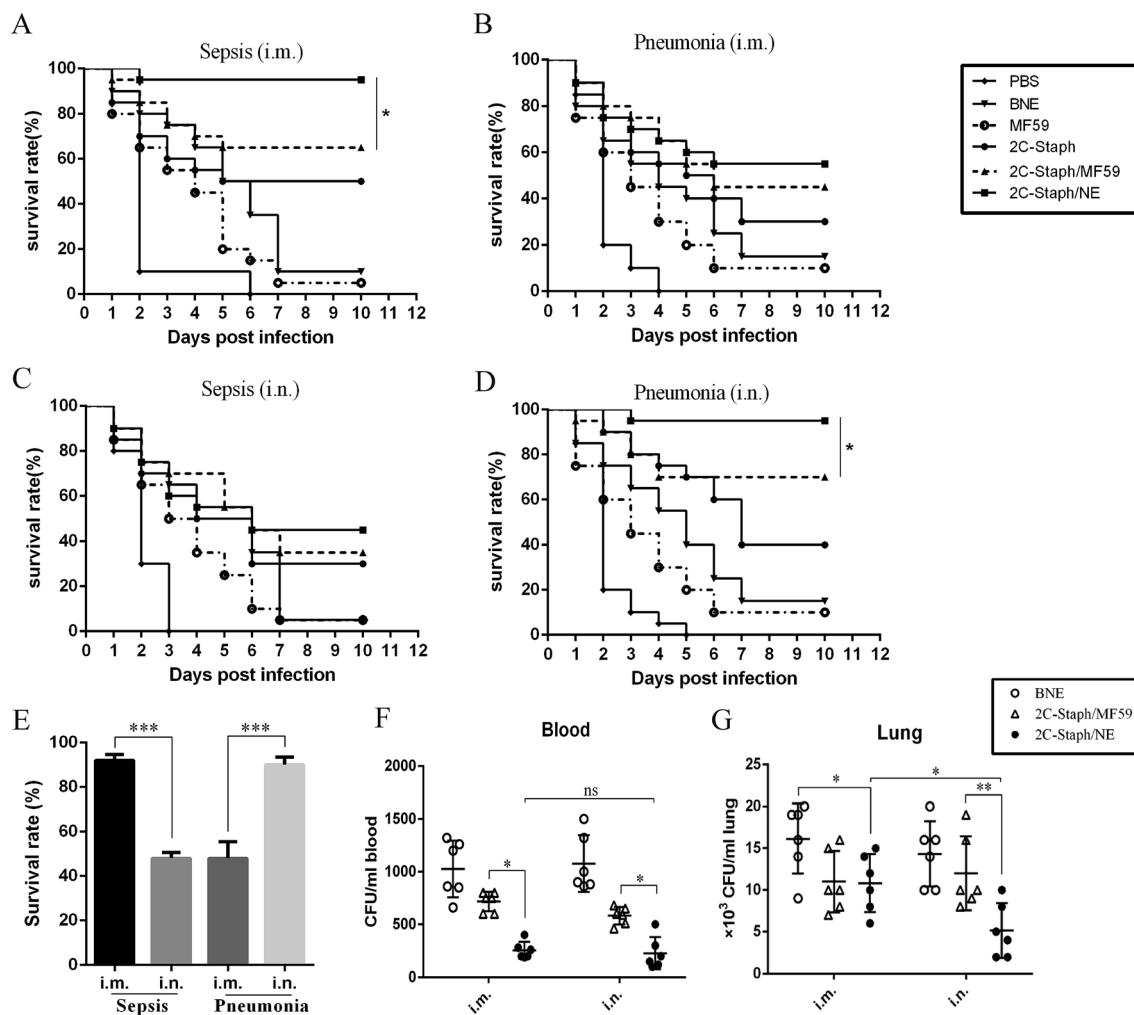 A
Sepsis (i.m.)
100
80
60
40
20
0
survival rate(%)
*
0 1 2 3 4 5 6 7 8 9 10 11 12
Days post infection
B
Pneumonia (i.m.)
100
80
60
40
20
0
survival rate(%)
0 1 2 3 4 5 6 7 8 9 10 11 12
Days post infection
PBS
BNE
MF59
2C-Staph
2C-Staph/MF59
2C-Staph/NE
C
Sepsis (i.n.)
100
80
60
40
20
0
survival rate(%)
0 1 2 3 4 5 6 7 8 9 10 11 12
Days post infection
D
Pneumonia (i.n.)
100
80
60
40
20
0
survival rate(%)
*
0 1 2 3 4 5 6 7 8 9 10 11 12
Days post infection
E
100
80
60
40
20
0
Survival rate (%)
*** ***
i.m. i.n. i.m. i.n.
Sepsis Pneumonia
F
Blood
2000
1500
1000
500
0
CFU/ml blood
ns
* *
i.m. i.n.
G
Lung
25
20
15
10
5
0
×10³ CFU/ml lung
* * **
i.m. i.n.
BNE
2C-Staph/MF59
2C-Staph/NE